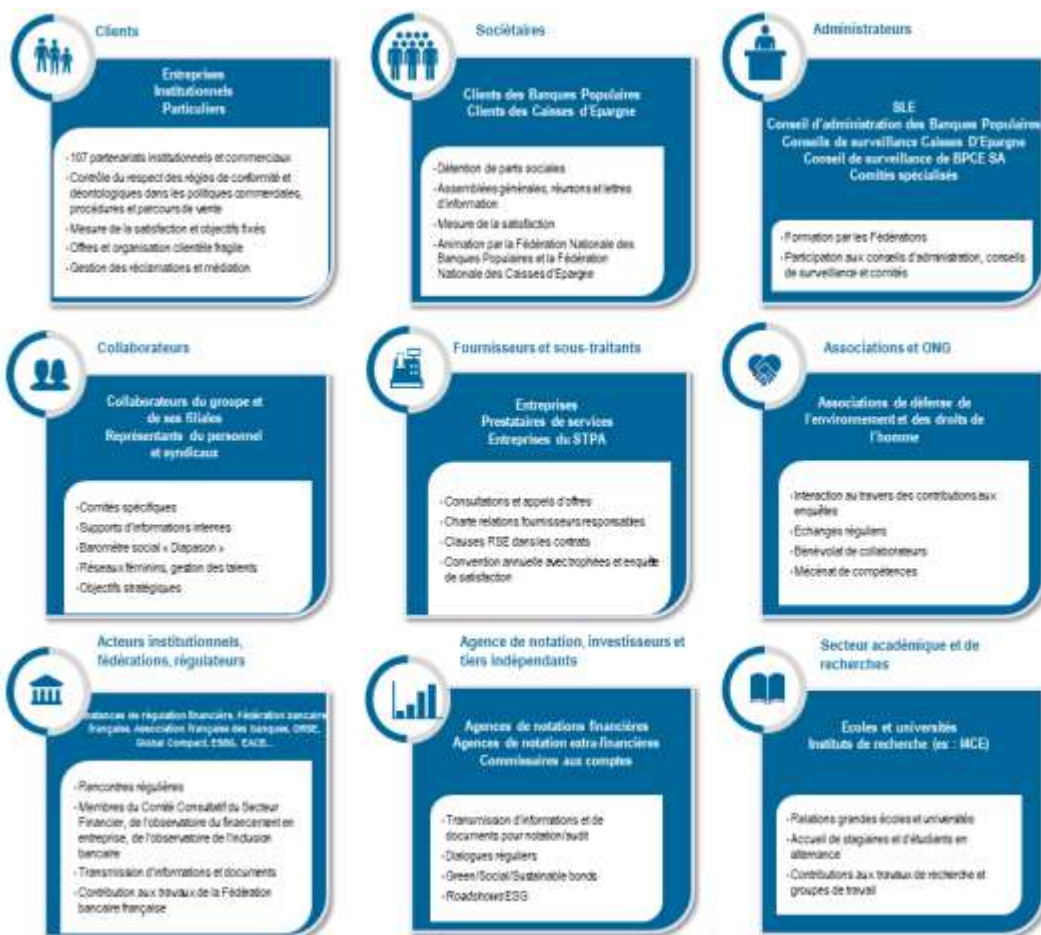 Clients
Entreprises
Institutionnels
Particuliers
-107 partenariats institutionnels et commerciaux
-Contrôle du respect des règles de conformité et
déontologiques dans les politiques commerciales,
procédures et parcours de vente
-Mesure de la satisfaction et objectifs fixés
-Offres et organisation clientèle fragile
-Gestion des réclamations et médiation
Sociétaires
Clients des Banques Populaires
Clients des Caisses d'Epargne
-Détention de parts sociales
-Assemblées générales, réunions et lettres
d'information
-Mesure de la satisfaction
-Animation par la Fédération Nationale des
Banques Populaires et la Fédération
Nationale des Caisses d'Epargne
Administrateurs
SLE
Conseil d'administration des Banques Populaires
Conseils de surveillance Caisses D'Epargne
Conseil de surveillance de BPCE SA
Comités spécialisés
-Formation par les Fédérations
-Participation aux conseils d'administration, conseils
de surveillance et comités
Collaborateurs
Collaborateurs du groupe et
de ses filiales
Représentants du personnel
et syndicaux
-Comités spécifiques
-Supports d'informations internes
-Baromètre social « Diapason »
-Réseaux féminins, gestion des talents
-Objectifs stratégiques
Fournisseurs et sous-traitants
Entreprises
Prestataires de services
Entreprises du STPA
-Consultations et appels d'offres
-Charte relations fournisseurs responsables
-Clauses RSE dans les contrats
-Convention annuelle avec trophées et enquête
de satisfaction
Associations et ONG
Associations de défense de
l'environnement et des droits de
l'homme
-Interaction au travers des contributions aux
enquêtes
-Echanges réguliers
-Bénévolat de collaborateurs
-Mécénat de compétences
Acteurs institutionnels,
fédérations, régulateurs
de régulation financière, Fédération bancaire
française, Association française des banques, ORSE,
Global Compact, ESBG, EACB...
-Rencontres régulières
-Membres du Comité Consultatif du Secteur
Financier, de l'observatoire du financement en
entreprise, de l'observatoire de l'inclusion
bancaire
-Transmission d'informations et documents
-Contribution aux travaux de la Fédération
bancaire française
Agence de notation, investisseurs et
tiers indépendants
Agences de notations financières
Agences de notation extra-financières
Commissaires aux comptes
-Transmission d'informations et de
documents pour notation/audit
-Dialogues réguliers
-Green/Social/Sustainable bonds
-Roadshows ESG
Secteur académique et de
recherches
Ecoles et universités
Instituts de recherche (ex : I4CE)
-Relations grandes écoles et universités
-Accueil de stagiaires et d'étudiants en
alternance
-Contributions aux travaux de recherche et
groupes de travail